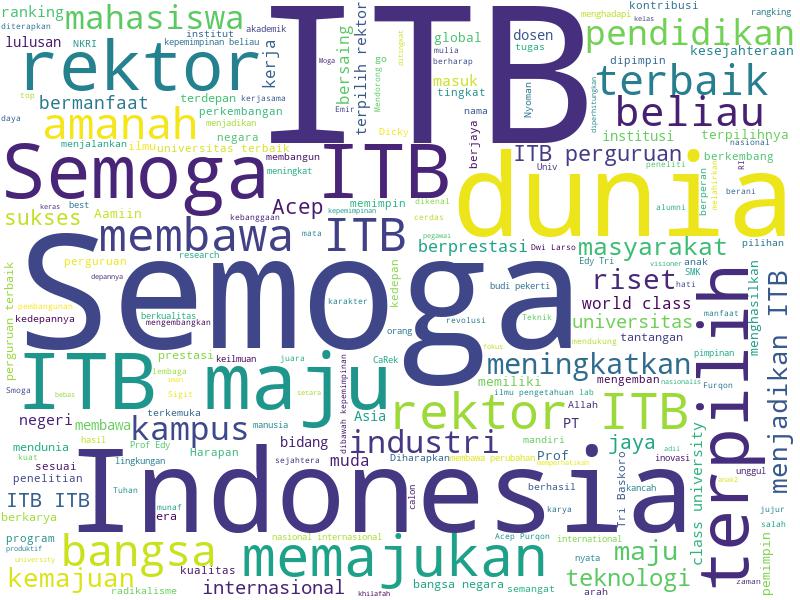 ranking
mahasiswa
ITB
kontribusi
menghadapi
kelas
rangking
diterapkan
NKRI
institut
akademik
kepemimpinan beliau
lulusan
rektor
kerja
bersaing
terpilih rektor
Moga
mulia
berharap
global
dosen
tugas
pendidikan
kesejahteraan
dipimpin
terbaik
top
bermanfaat
terdepan
kerjasama
Emir
Mendorong
go
masuk
tingkat
Nyoman
diperhitungkan
beliau
daya
amanah
perkembangan
menjadikan
negara
Dicky
nama
berjaya
institusi
terpilihnya
nasional
menjalankan
ilmu
universitas terbaik
membangun
meningkat
ITB perguruan
Univ
peneliti
berkembang
RI
Semoga ITB
dunia
berperan
berani
melahirkan
alumni
keras
best
sukses
Aamiin
Acep
kebanggaan
memimpin
kepemimpinan
dikenal
cerdas
pegawai
membawa ITB
mata
berprestasi
Dwi Larso
masyarakat
pilihan
perguruan
research
depannya
Semoga
kedepan
Edy Tri
anak
visioner
SMK
hati
riset
budi pekerti
world class
perguruan terbaik
pembangunan
kedepannya
berkualitas
mengembangkan
karakter
orang
revolusi
Teknik
universitas
manfaat
menghasilkan
mendukung
tantangan
fokus
terpilih
menjadikan ITB
ITB maju
prestasi
keilmuan
juara
lembaga
Sigit
CaRek
setara
meningkatkan
pimpinan
memiliki
mengemban
nasionalis
Smoga
bebas
terkemuka
dibawah kepemimpinan
Asia
rektor ITB
ilmu pengetahuan lab
Allah
PT
Furqon
negeri
membawa
kampus
manusia
hasil
Prof Edy
Harapan
mendunia
kuat
bidang
industri
mandiri
jaya
adil
inovasi
unggul
sesuai
lingkungan
sejahtera
muda
Diharapkan
membawa perubahan
Prof
class university
penelitian
Tuhan
Indonesia
calon
berhasil
Tri Baskoro
kancah
ITB ITB
munaf
era
karya
jujur
salah
berkarya
nasional internasional
Acep Purqon
international
program
produktif
university
bangsa
memajukan
nyata
maju
pemimpin
kemajuan
kualitas
internasional
bangsa negara
semangat
teknologi
arah
zaman
radikalisme
khilafah